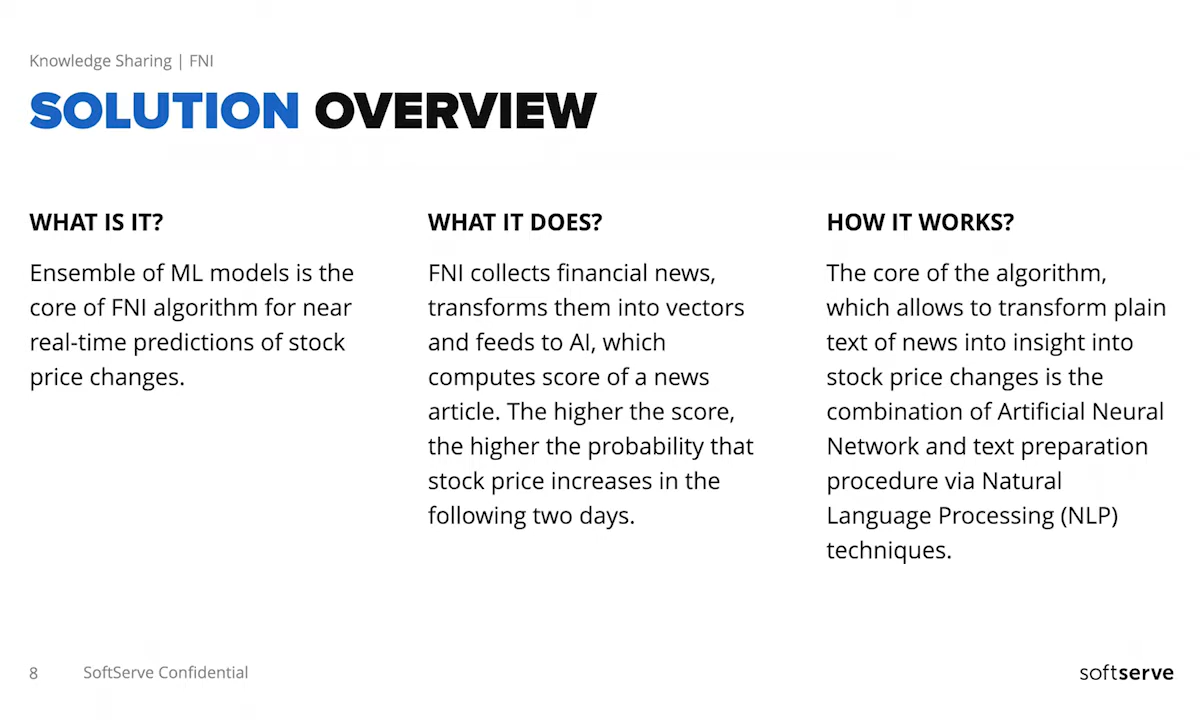 Knowledge Sharing | FNI
SOLUTION OVERVIEW
WHAT IS IT?
Ensemble of ML models is the
core of FNI algorithm for near
real-time predictions of stock
price changes.
WHAT IT DOES?
FNI collects financial news,
transforms them into vectors
and feeds to AI, which
computes score of a news
article. The higher the score,
the higher the probability that
stock price increases in the
following two days.
HOW IT WORKS?
The core of the algorithm,
which allows to transform plain
text of news into insight into
stock price changes is the
combination of Artificial Neural
Network and text preparation
procedure via Natural
Language Processing (NLP)
techniques.
8 SoftServe Confidential
softserve